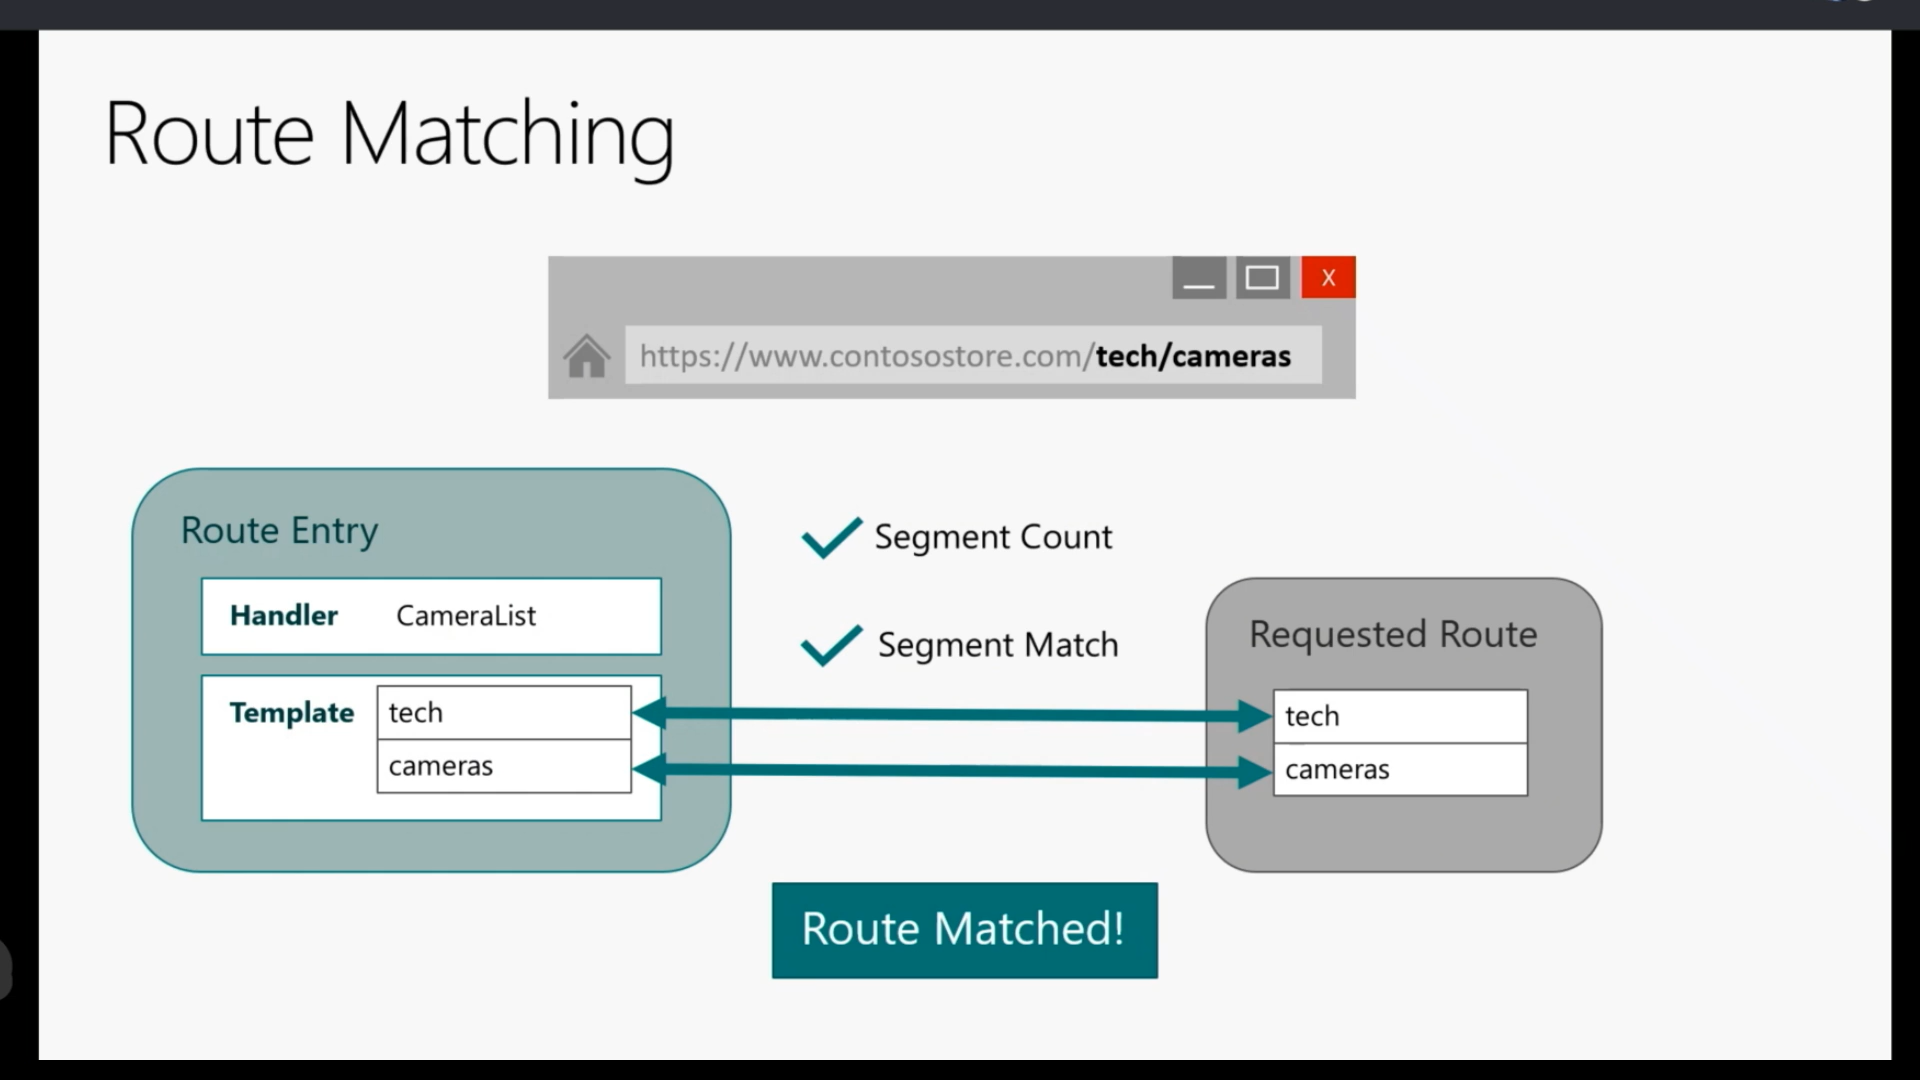 Route Matching
X
https://www.contosostore.com/tech/cameras
Route Entry
Handler CameraList
Template tech
cameras
Segment Count
Segment Match
Requested Route
tech
cameras
Route Matched!